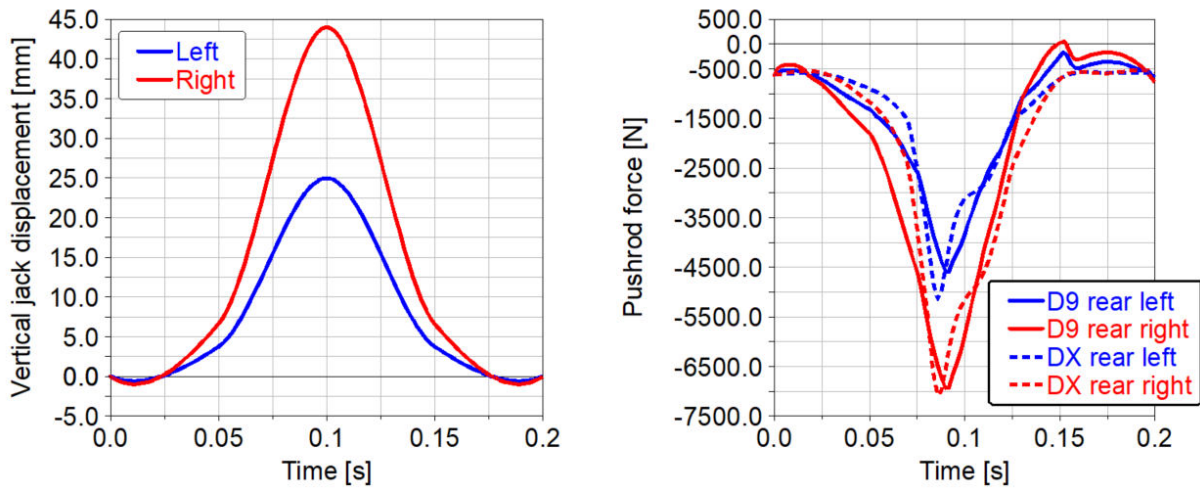 Vertical jack displacement [mm]
45.0
40.0
35.0
30.0
25.0
20.0
15.0
10.0
5.0
0.0
-5.0
Left
Right
0.0 0.05 0.1 0.15 0.2
Time [s]
Pushrod force [N]
500.0
0.0
-500.0
-1500.0
-2500.0
-3500.0
-4500.0
-5500.0
-6500.0
-7500.0
D9 rear left
D9 rear right
DX rear left
DX rear right
0.0 0.05 0.1 0.15 0.2
Time [s]